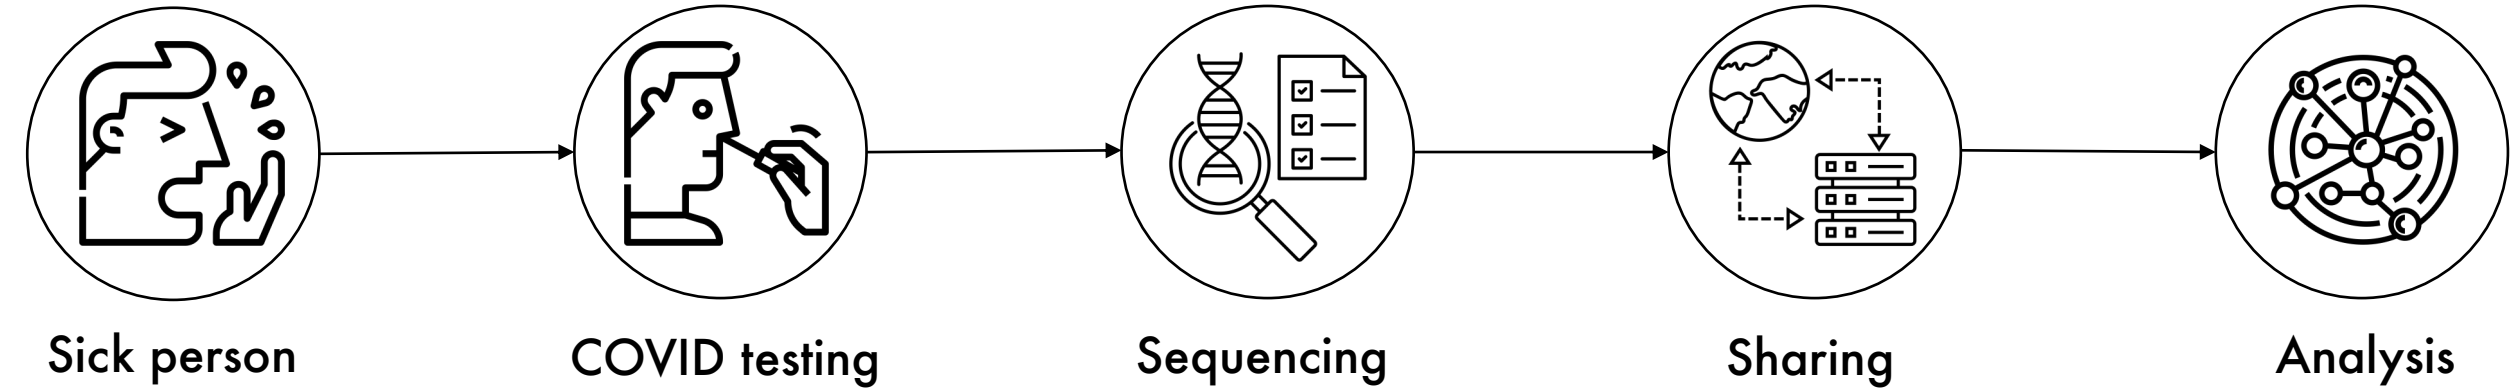 Sick person
COVID testing
Sequencing
Sharing
Analysis